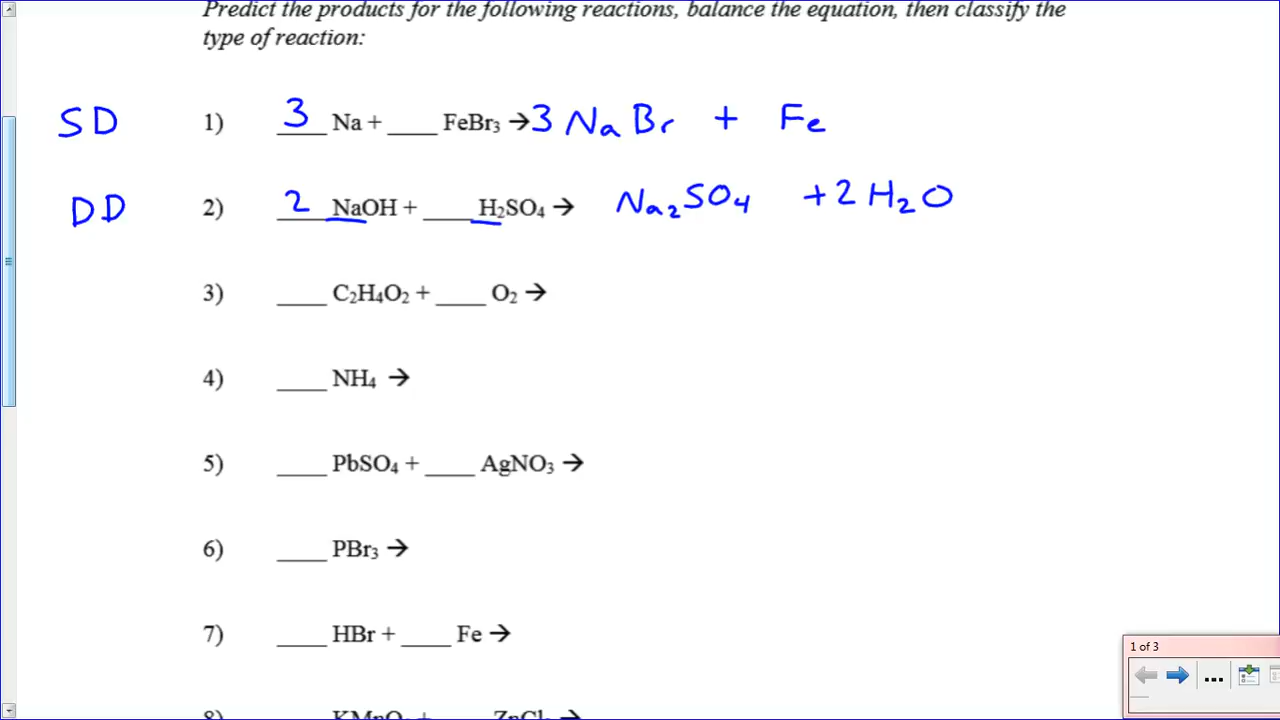 Predict the products for the following reactions, balance the equation, then classify the
type of reaction:
SD 1) 3 Na + ____ FeBr₃ → 3 NaBr + Fe
DD 2) 2 NaOH + ____ H₂SO₄ → Na₂SO₄ + 2 H₂O
3) ____ C₂H₄O₂ + ____ O₂ →
4) ____ NH₄ →
5) ____ PbSO₄ + ____ AgNO₃ →
6) ____ PBr₃ →
7) ____ HBr + ____ Fe →
1 of 3
...
8) KMnO₄ + ZnCl₂ →